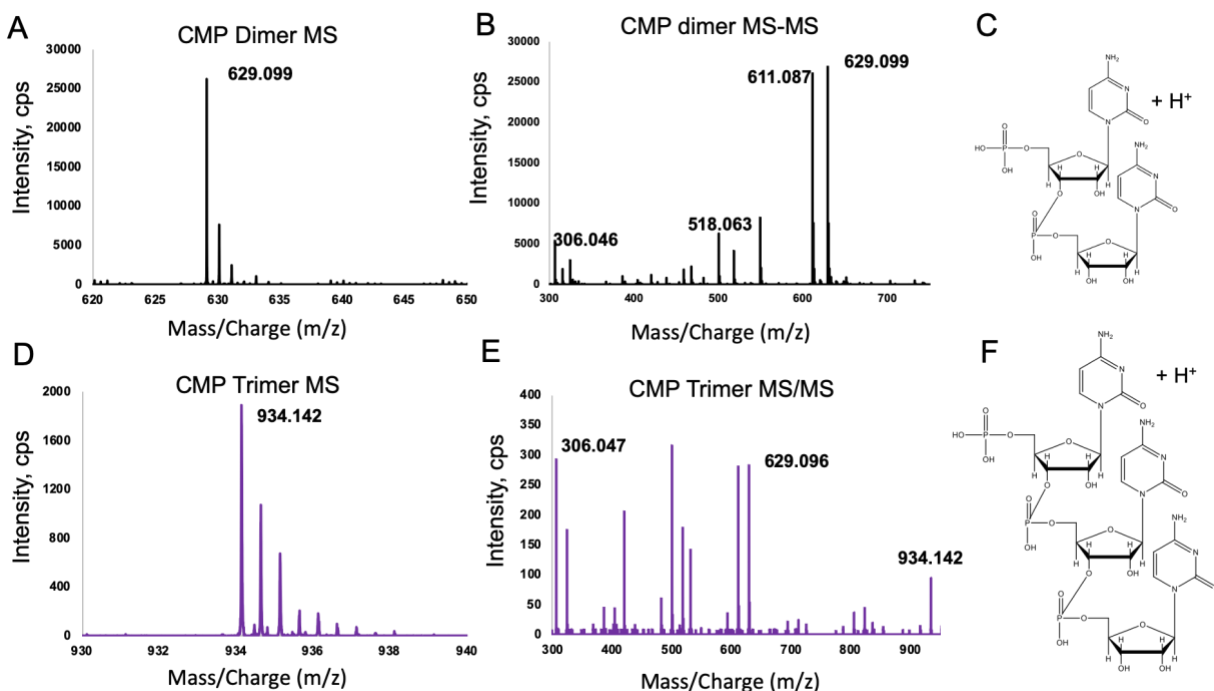 A
CMP Dimer MS
30000
25000
20000
15000
10000
5000
0
629.099
620 625 630 635 640 645 650
Intensity, cps
Mass/Charge (m/z)
B
CMP dimer MS-MS
30000
25000
20000
15000
10000
5000
0
611.087
629.099
518.063
306.046
300 400 500 600 700
Intensity, cps
Mass/Charge (m/z)
C
NH2
N
N
O
+ H+
O
HO P O
OH
O
H H
H H
O OH
NH2
N
N
O
O
P O
OH
O
H H
H H
OH OH
D
CMP Trimer MS
2000
1600
1200
800
400
0
934.142
930 932 934 935 938 940
Intensity, cps
Mass/Charge (m/z)
E
CMP Trimer MS/MS
400
350
300
250
200
150
100
50
0
306.047
629.096
934.142
300 400 500 600 700 800 900
Intensity, cps
Mass/Charge (m/z)
F
NH2
N
N
O
+ H+
O
HO P O
OH
O
H H
H H
O OH
NH2
N
N
O
O
P O
OH
O
H H
H H
O OH
NH2
N
N
O
P O
OH
O
H H
H H
OH OH